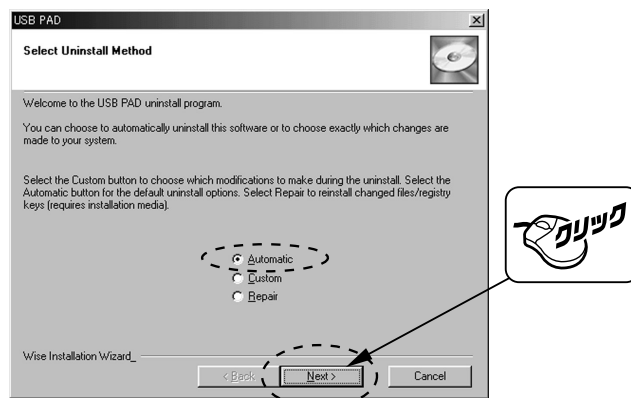 USB PAD
Select Uninstall Method
Welcome to the USB PAD uninstall program.
You can choose to automatically uninstall this software or to choose exactly which changes are
made to your system.
Select the Custom button to choose which modifications to make during the uninstall. Select the
Automatic button for the default uninstall options. Select Repair to reinstall changed files/registry
keys (requires installation media).
Automatic
Custom
Repair
Wise Installation Wizard_
< Back
Next >
Cancel
クリック